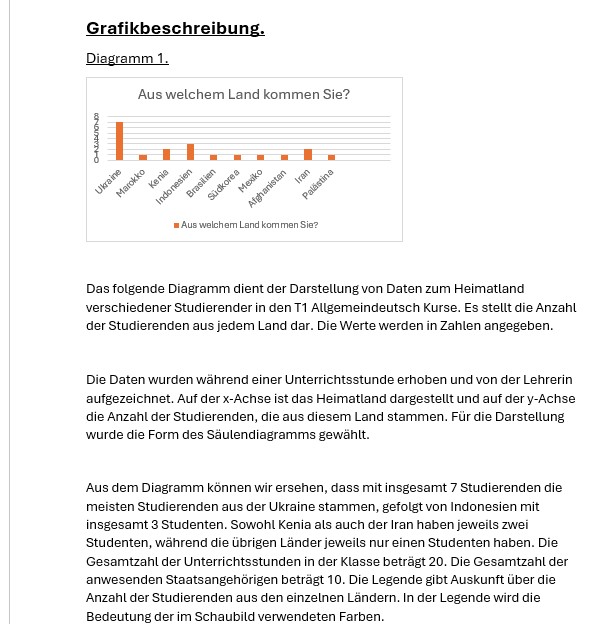 Grafikbeschreibung.
Diagramm 1.
Aus welchem Land kommen Sie?
8
7
6
5
4
3
2
1
0
Ukraine
Marokko
Kenia
Indonesien
Brasilien
Südkorea
Mexiko
Afghanistan
Iran
Palästina
Aus welchem Land kommen Sie?
Das folgende Diagramm dient der Darstellung von Daten zum Heimatland
verschiedener Studierender in den T1 Allgemeindeutsch Kurse. Es stellt die Anzahl
der Studierenden aus jedem Land dar. Die Werte werden in Zahlen angegeben.
Die Daten wurden während einer Unterrichtsstunde erhoben und von der Lehrerin
aufgezeichnet. Auf der x-Achse ist das Heimatland dargestellt und auf der y-Achse
die Anzahl der Studierenden, die aus diesem Land stammen. Für die Darstellung
wurde die Form des Säulendiagramms gewählt.
Aus dem Diagramm können wir ersehen, dass mit insgesamt 7 Studierenden die
meisten Studierenden aus der Ukraine stammen, gefolgt von Indonesien mit
insgesamt 3 Studenten. Sowohl Kenia als auch der Iran haben jeweils zwei
Studenten, während die übrigen Länder jeweils nur einen Studenten haben. Die
Gesamtzahl der Unterrichtsstunden in der Klasse beträgt 20. Die Gesamtzahl der
anwesenden Staatsangehörigen beträgt 10. Die Legende gibt Auskunft über die
Anzahl der Studierenden aus den einzelnen Ländern. In der Legende wird die
Bedeutung der im Schaubild verwendeten Farben.